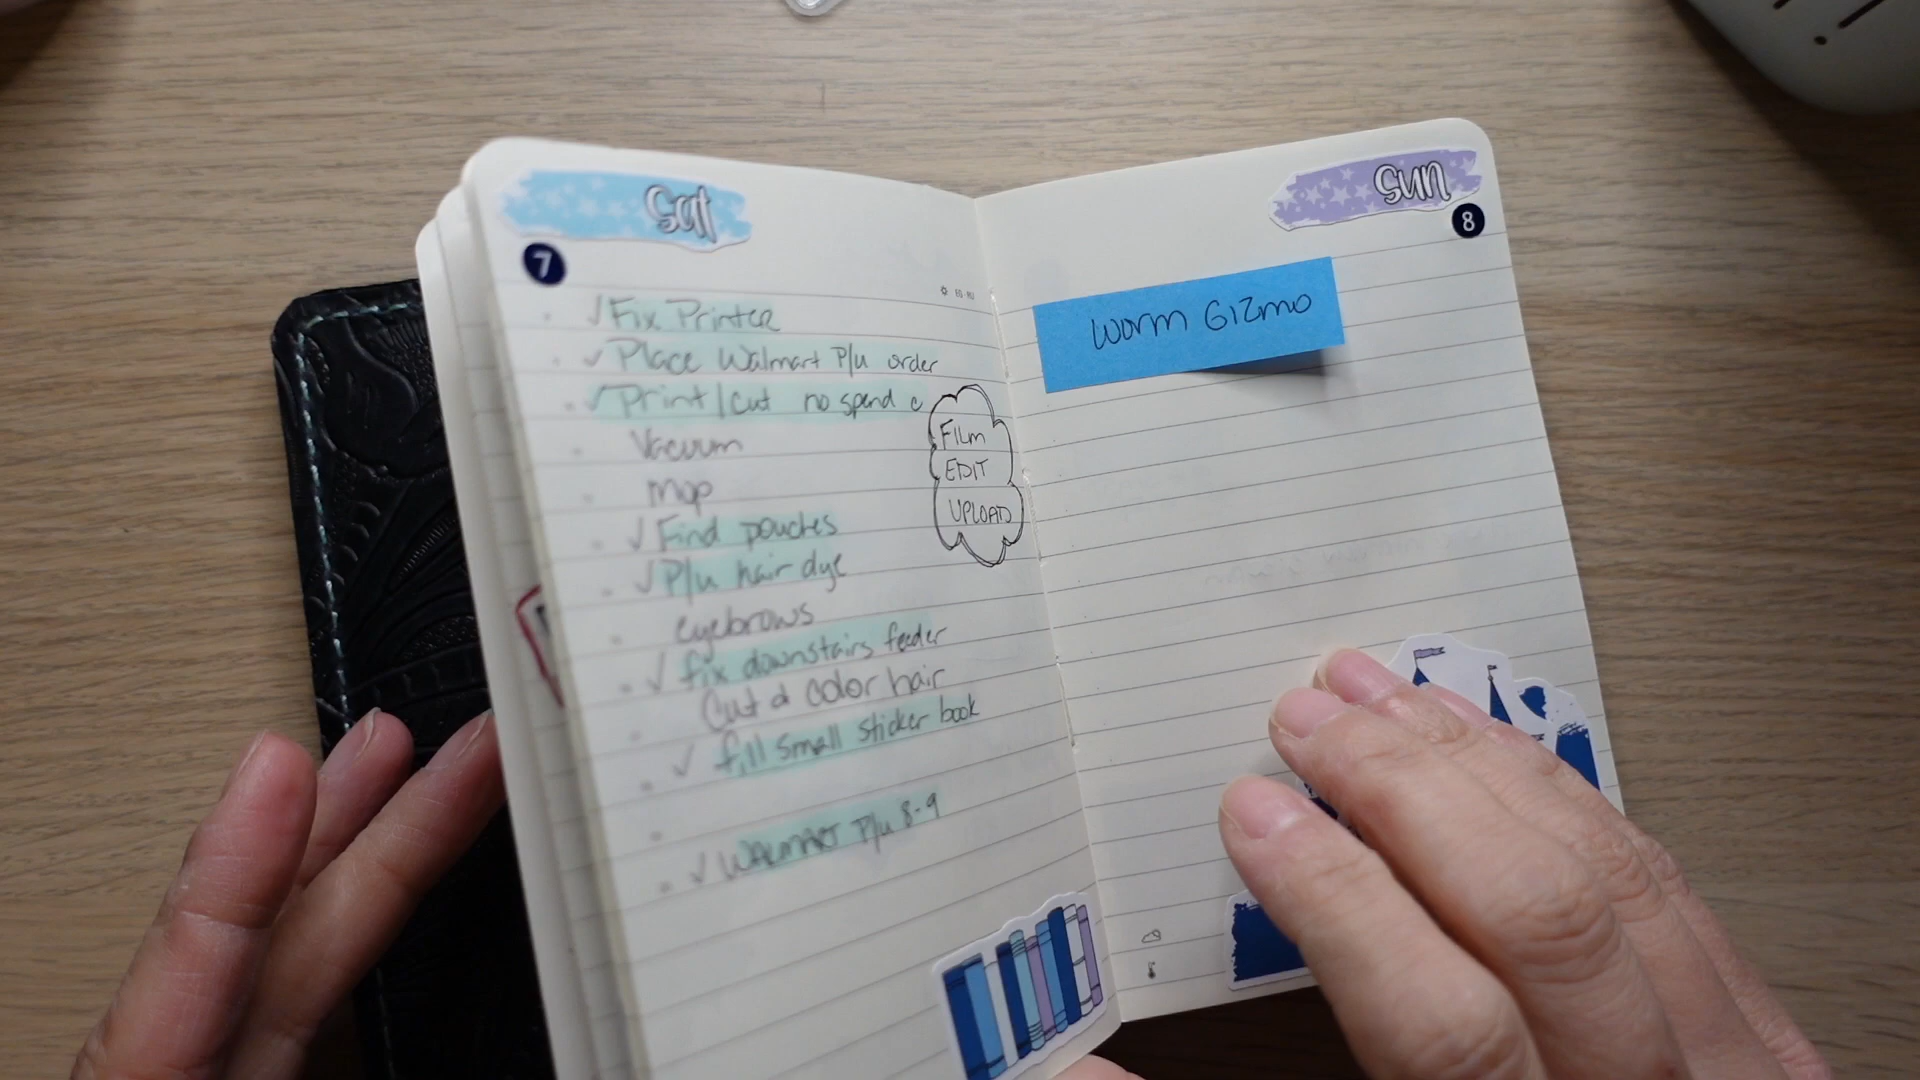 Sat
7
✓ Fix Printer
✓ Place Walmart P/u order
✓ Print/cut no spend c
Vacuum
Mop
✓ Find pouches
✓ P/u hair dye
eyebrows
✓ fix downstairs feeder
Cut & color hair
✓ fill small sticker book
✓ WALMART P/u 8-9
FILM
EDIT
UPLOAD
Sun
8
Worm Gizmo